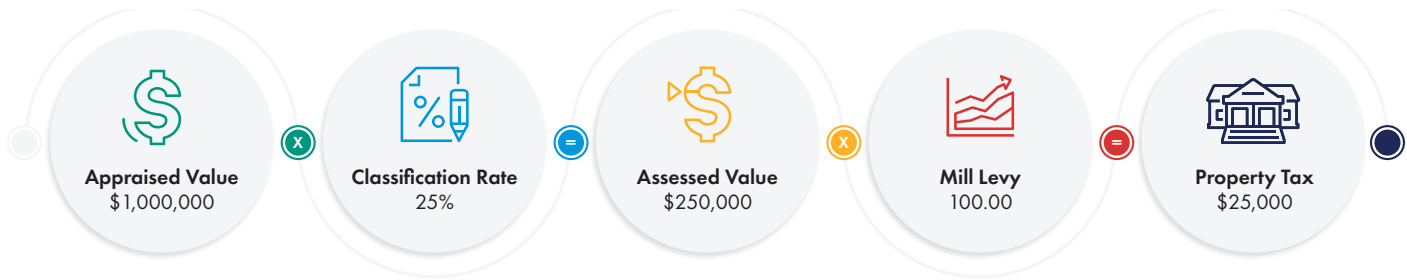 Appraised Value
$1,000,000
X
Classification Rate
25%
=
Assessed Value
$250,000
X
Mill Levy
100.00
=
Property Tax
$25,000